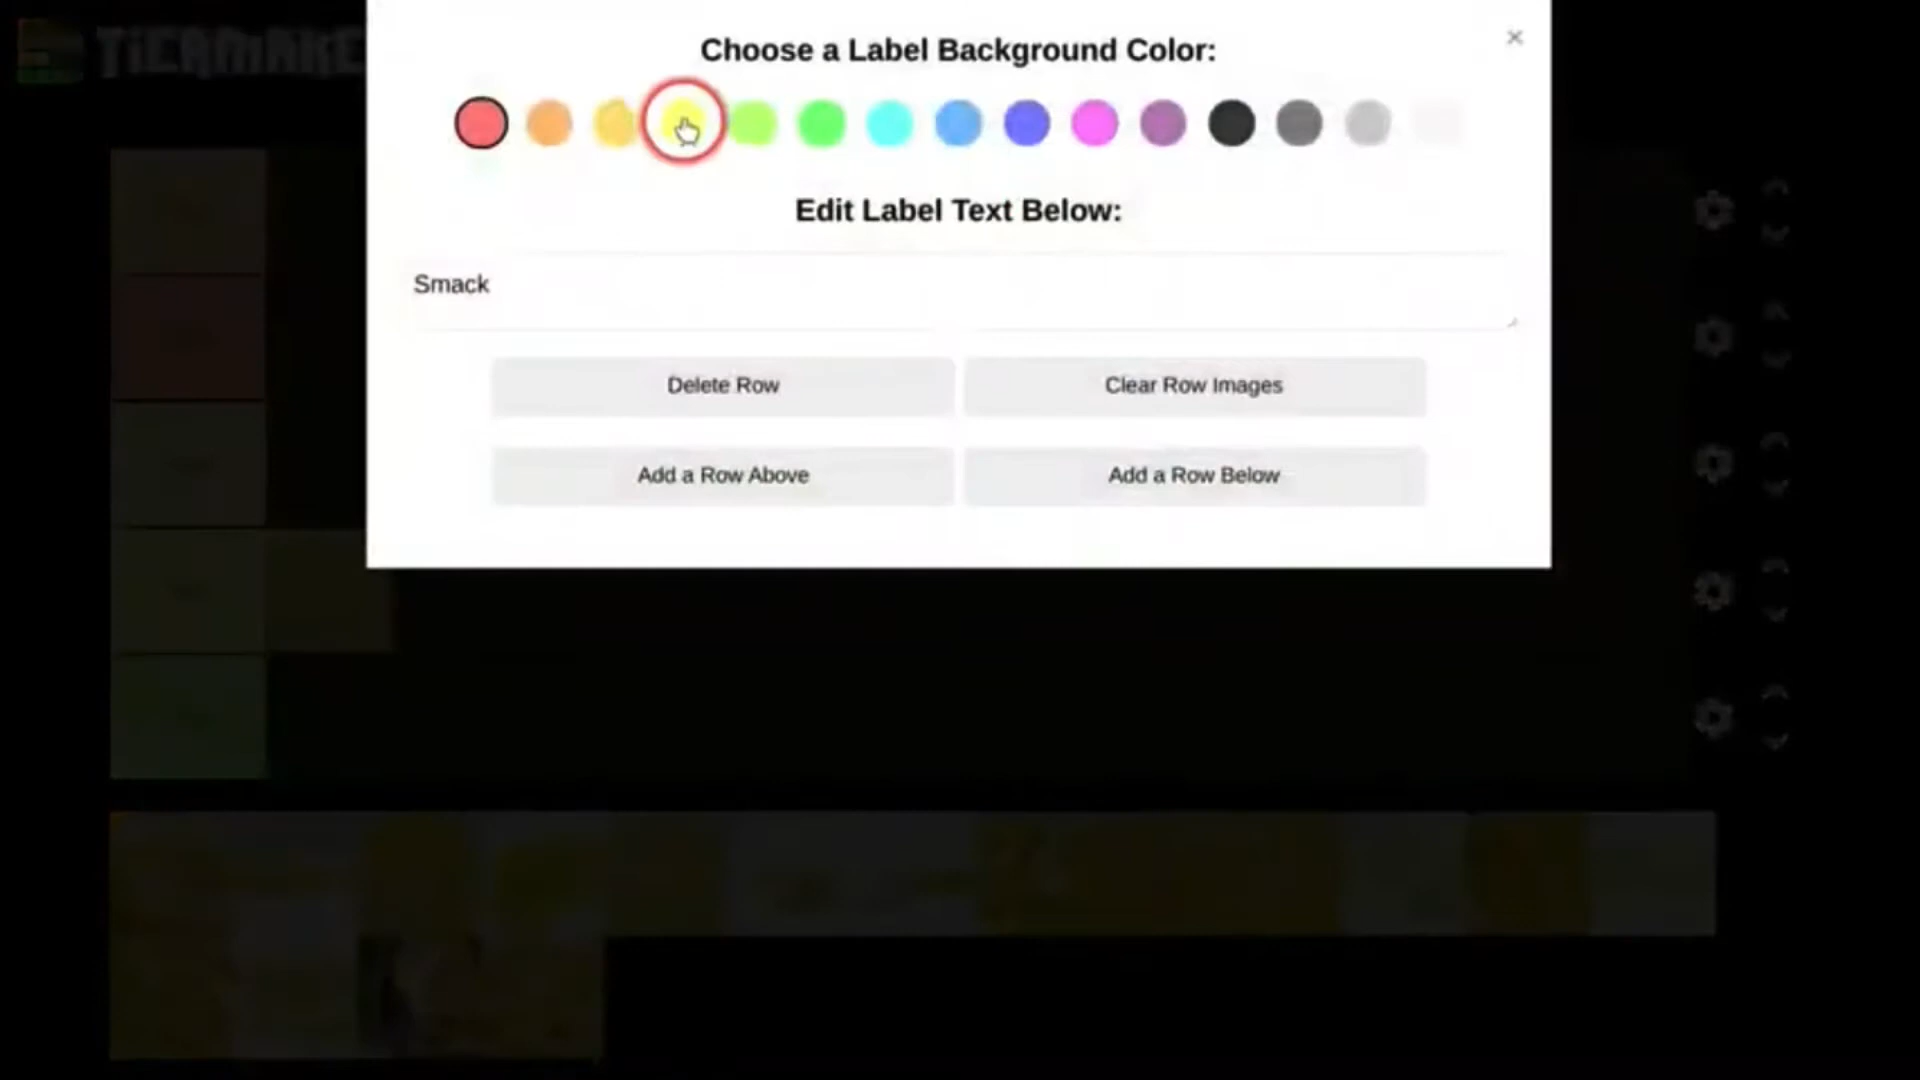 TiERMAKE
Choose a Label Background Color:
×
Edit Label Text Below:
Smack
Delete Row
Clear Row Images
Add a Row Above
Add a Row Below